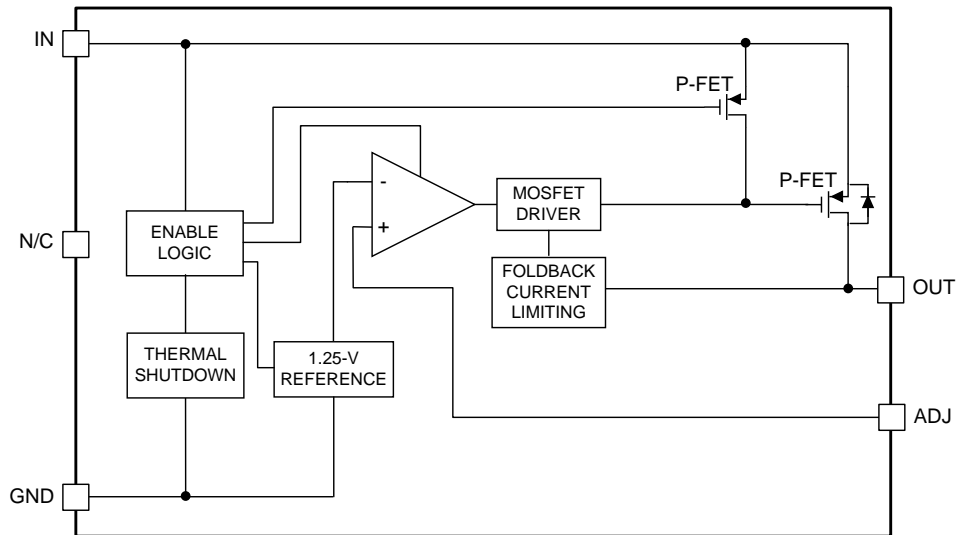 IN
P-FET
P-FET
-
+
MOSFET
DRIVER
N/C
ENABLE
LOGIC
FOLDBACK
CURRENT
LIMITING
OUT
THERMAL
SHUTDOWN
1.25-V
REFERENCE
ADJ
GND